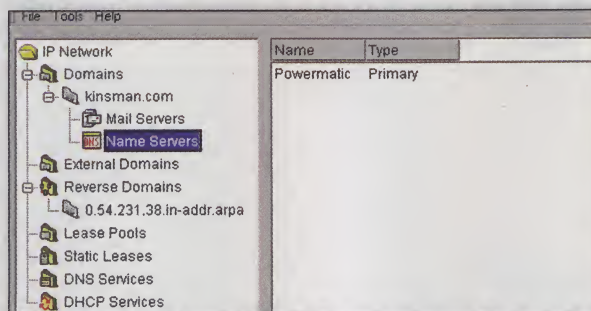 File Tools Help
IP Network
Domains
kinsman.com
Mail Servers
DNS Name Servers
External Domains
Reverse Domains
0.54.231.38.in-addr.arpa
Lease Pools
Static Leases
DNS Services
DHCP Services
Name Type
Powermatic Primary